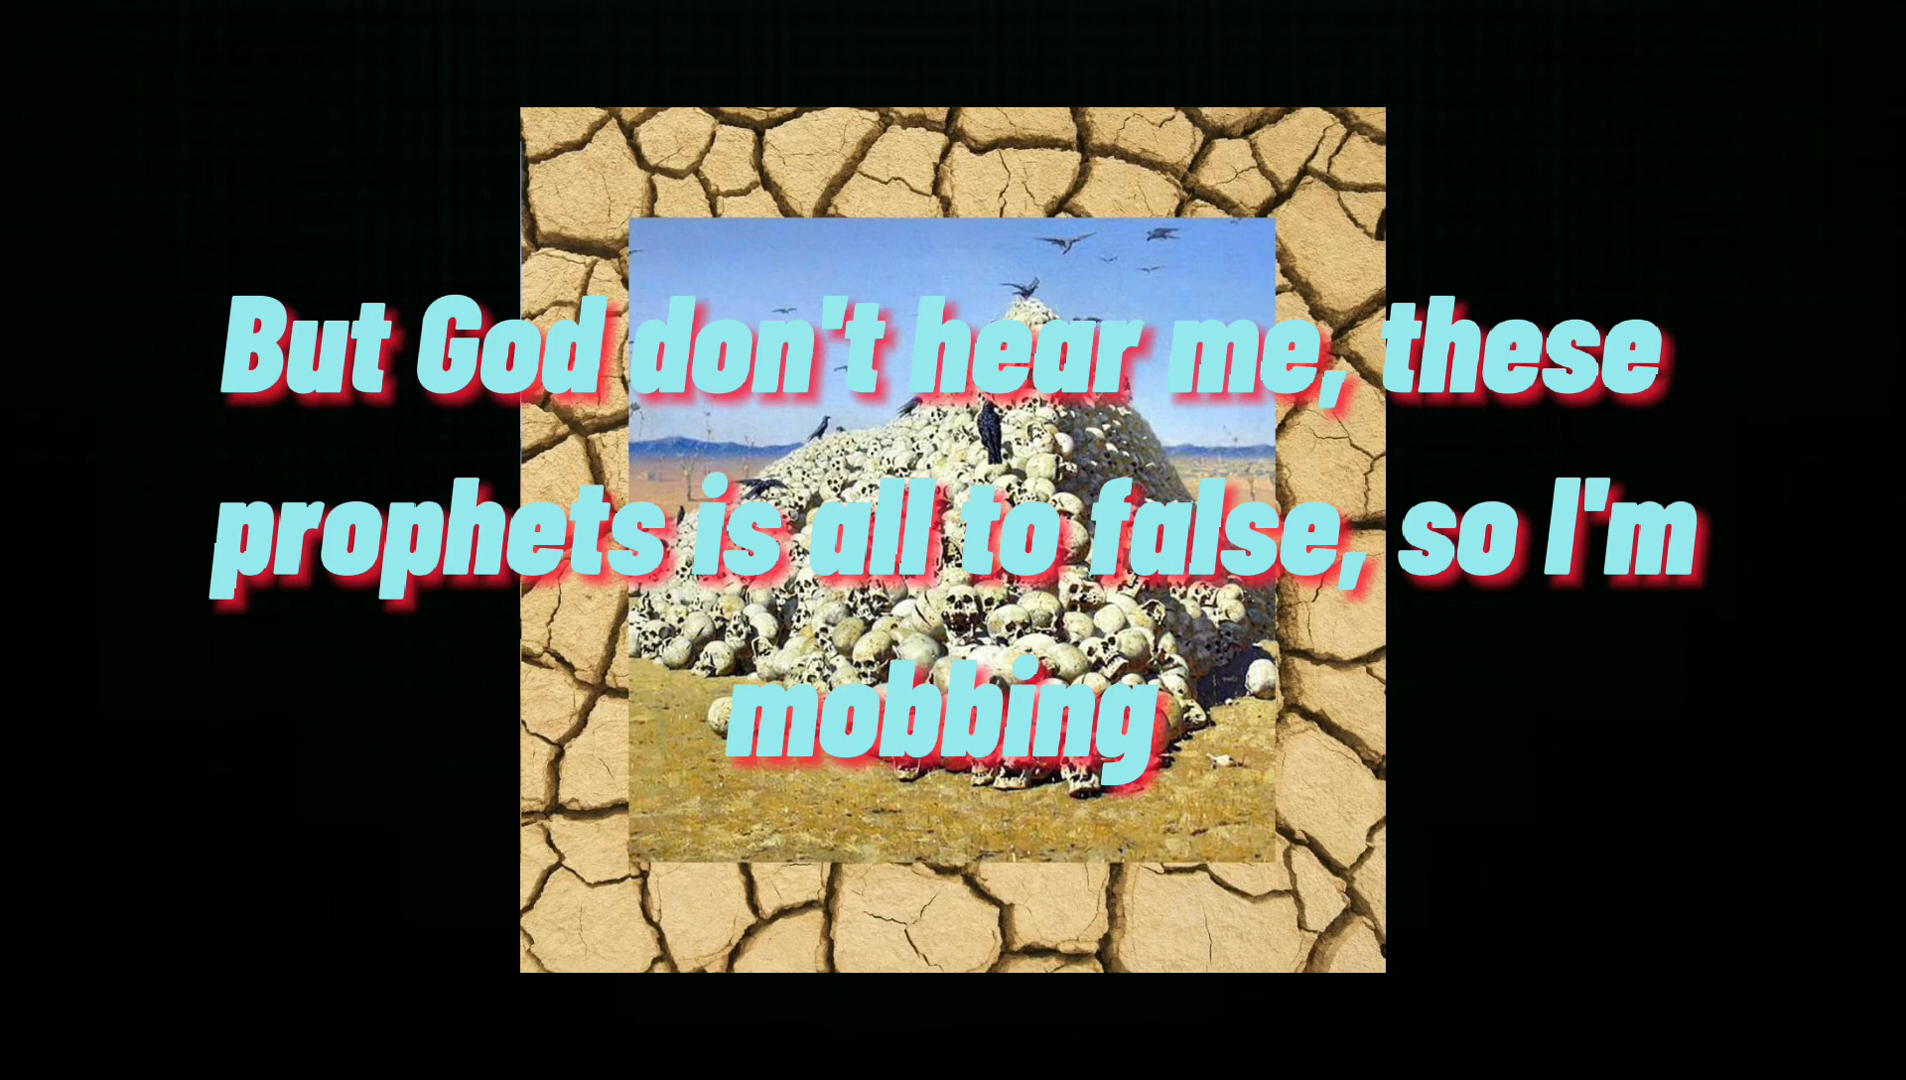 But God don't hear me, these
prophets is all to false, so I'm
mobbing